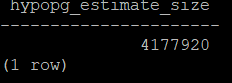 hypopg_estimate_size
----------------------
4177920
(1 row)